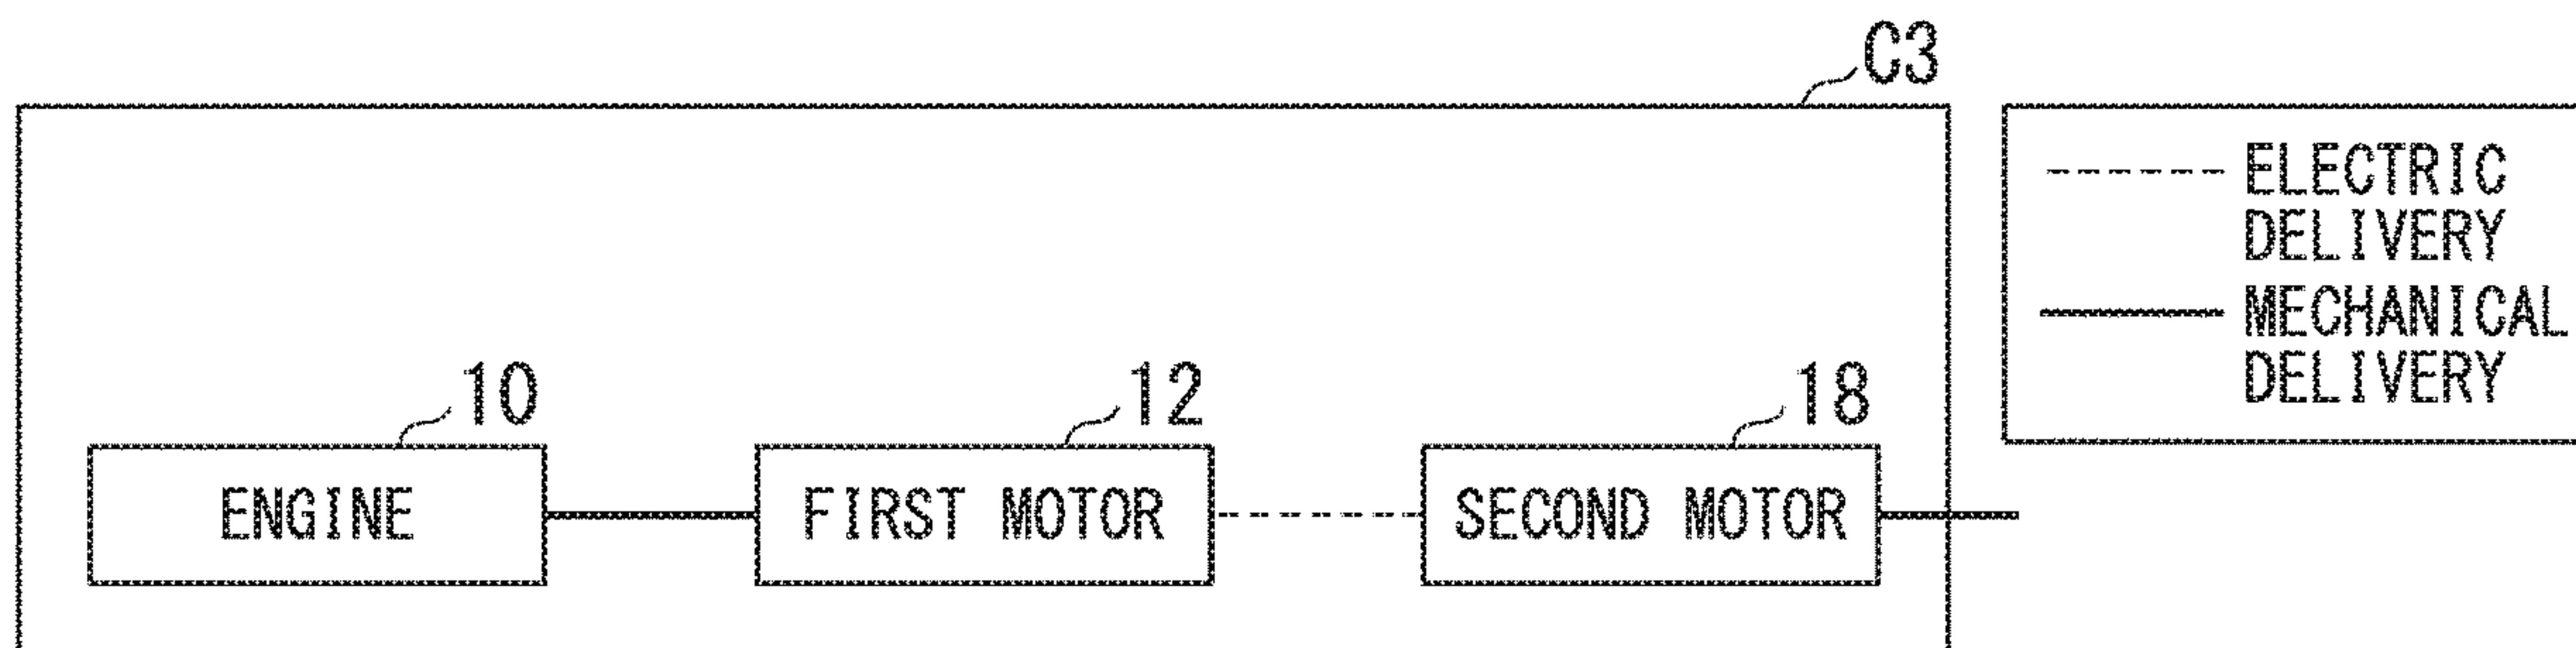 C3
ELECTRIC
DELIVERY
MECHANICAL
DELIVERY
10
12
18
ENGINE
FIRST MOTOR
SECOND MOTOR